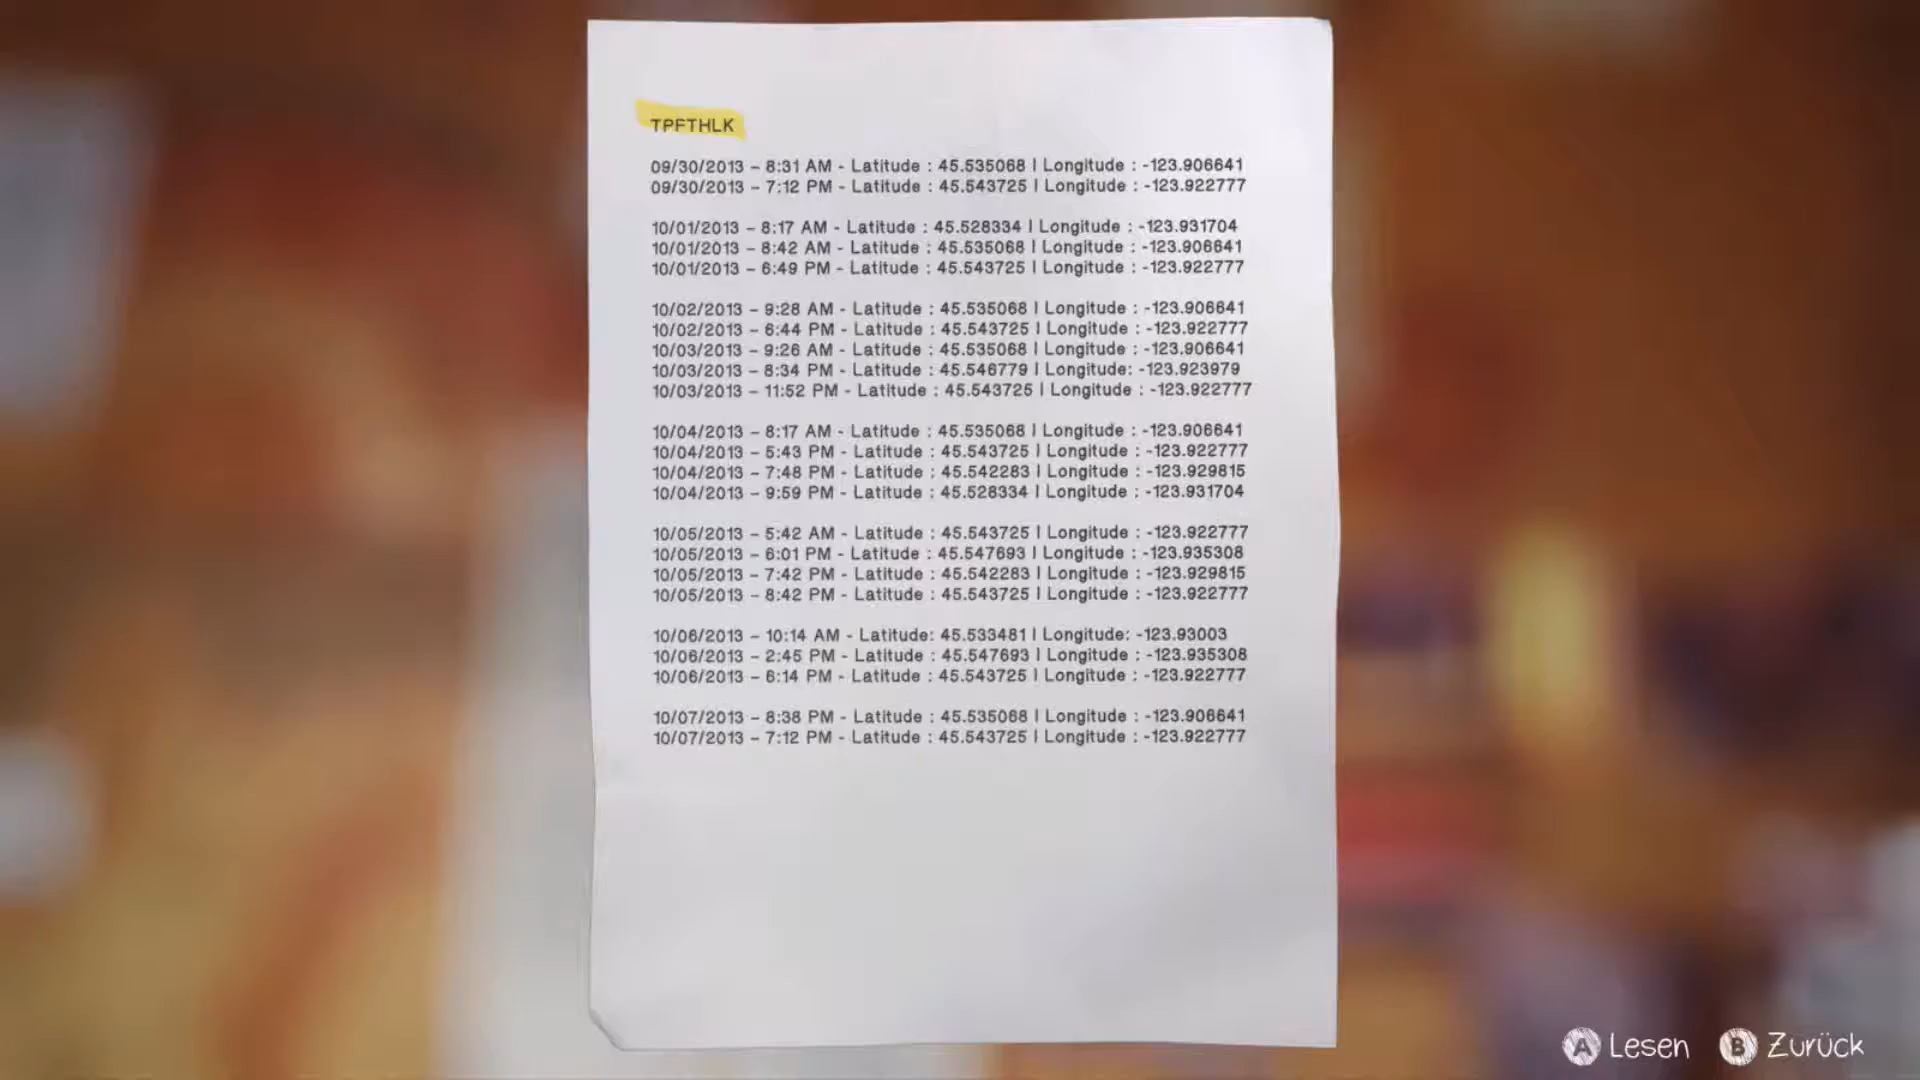 TPFTHLK
09/30/2013 – 8:31 AM - Latitude : 45.535068 | Longitude : -123.906641
09/30/2013 – 7:12 PM - Latitude : 45.543725 | Longitude : -123.922777
10/01/2013 – 8:17 AM - Latitude : 45.528334 | Longitude : -123.931704
10/01/2013 – 8:42 AM - Latitude : 45.535068 | Longitude : -123.906641
10/01/2013 – 6:49 PM - Latitude : 45.543725 | Longitude : -123.922777
10/02/2013 – 9:28 AM - Latitude : 45.535068 | Longitude : -123.906641
10/02/2013 – 6:44 PM - Latitude : 45.543725 | Longitude : -123.922777
10/03/2013 – 9:26 AM - Latitude : 45.535068 | Longitude : -123.906641
10/03/2013 – 8:34 PM - Latitude : 45.546779 | Longitude: -123.923979
10/03/2013 – 11:52 PM - Latitude : 45.543725 | Longitude : -123.922777
10/04/2013 – 8:17 AM - Latitude : 45.535068 | Longitude : -123.906641
10/04/2013 – 5:43 PM - Latitude : 45.543725 | Longitude : -123.922777
10/04/2013 – 7:48 PM - Latitude : 45.542283 | Longitude : -123.929815
10/04/2013 – 9:59 PM - Latitude : 45.528334 | Longitude : -123.931704
10/05/2013 – 5:42 AM - Latitude : 45.543725 | Longitude : -123.922777
10/05/2013 – 6:01 PM - Latitude : 45.547693 | Longitude : -123.935308
10/05/2013 – 7:42 PM - Latitude : 45.542283 | Longitude : -123.929815
10/05/2013 – 8:42 PM - Latitude : 45.543725 | Longitude : -123.922777
10/06/2013 – 10:14 AM - Latitude: 45.533481 | Longitude: -123.93003
10/06/2013 – 2:45 PM - Latitude : 45.547693 | Longitude : -123.935308
10/06/2013 – 6:14 PM - Latitude : 45.543725 | Longitude : -123.922777
10/07/2013 – 8:38 PM - Latitude : 45.535068 | Longitude : -123.906641
10/07/2013 – 7:12 PM - Latitude : 45.543725 | Longitude : -123.922777
A Lesen B Zurück